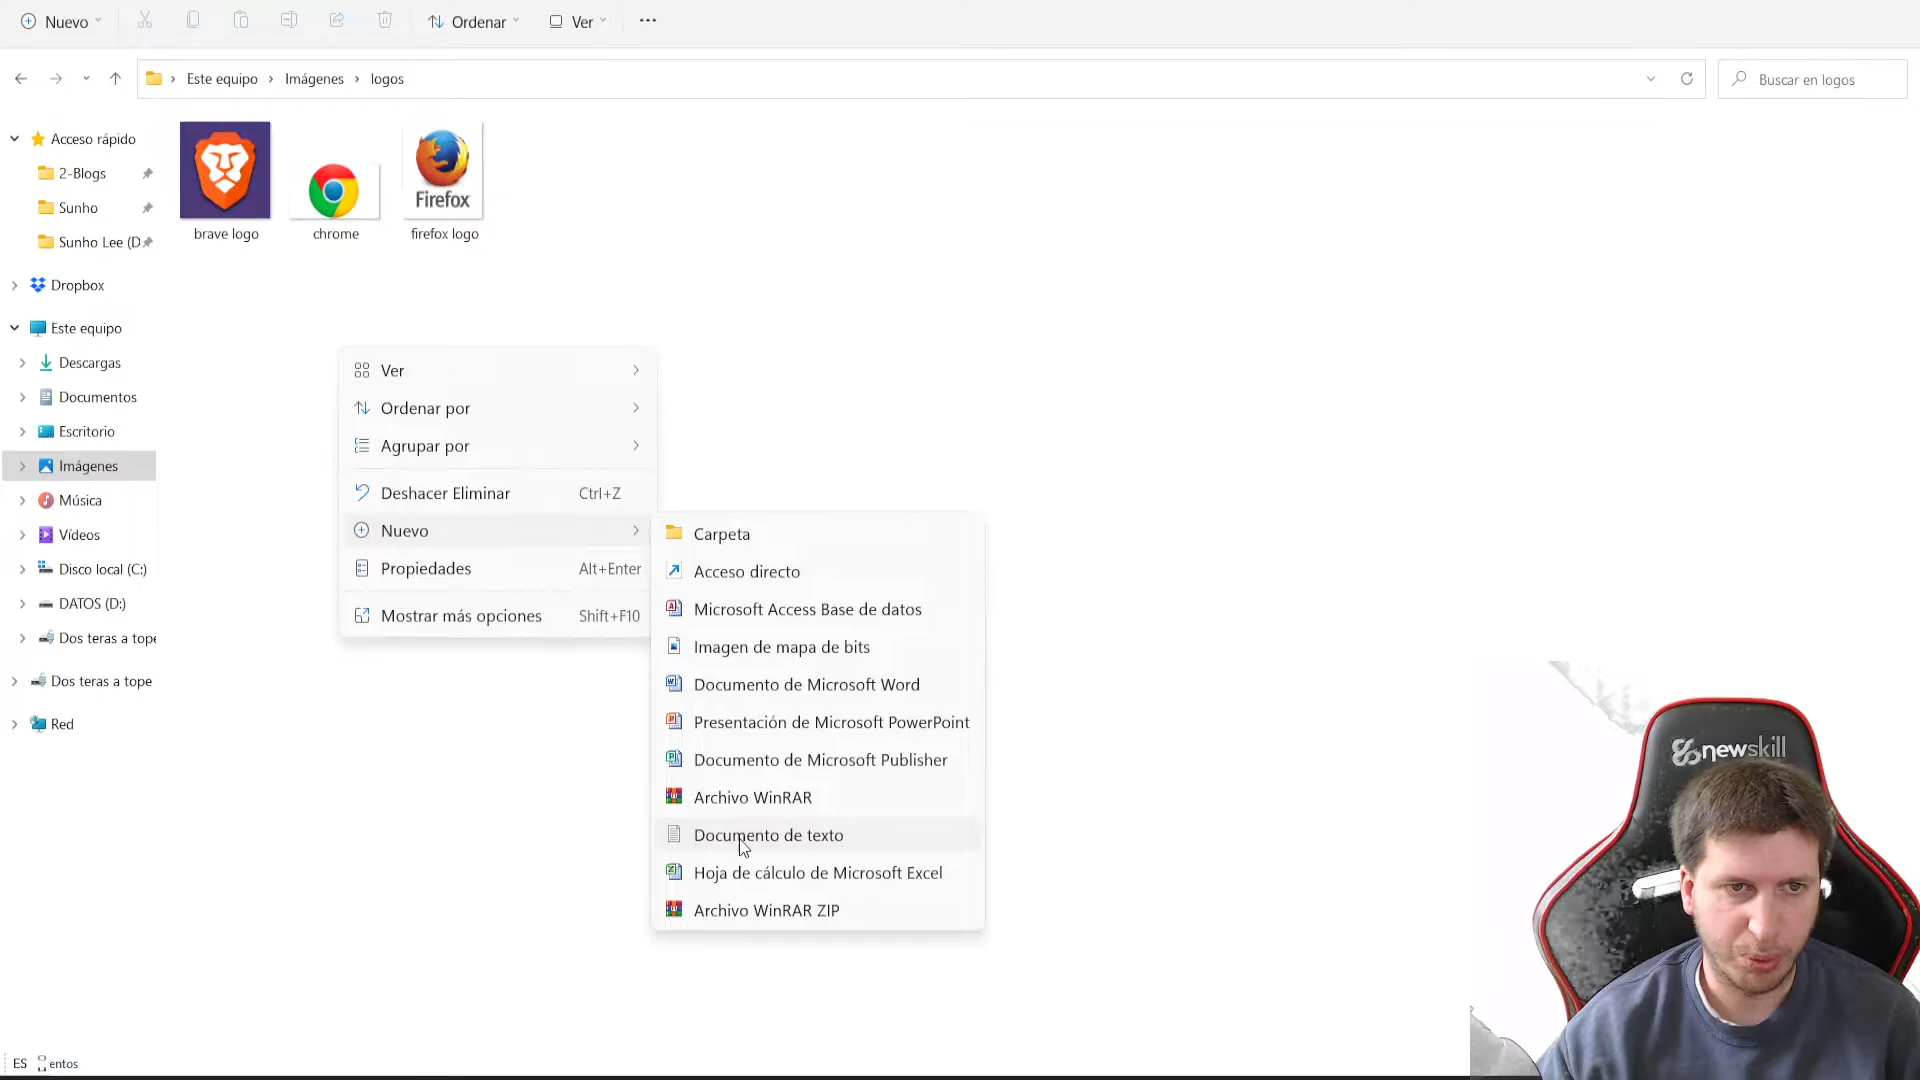 Nuevo
Ordenar
Ver
Este equipo
Imágenes
logos
Buscar en logos
Acceso rápido
2-Blogs
Sunho
Sunho Lee (D
Dropbox
Este equipo
Descargas
Documentos
Escritorio
Imágenes
Música
Vídeos
Disco local (C:)
DATOS (D:)
Dos teras a tope
Dos teras a tope
Red
Firefox
brave logo
chrome
firefox logo
Ver
Ordenar por
Agrupar por
Deshacer Eliminar Ctrl+Z
Nuevo
Propiedades Alt+Enter
Mostrar más opciones Shift+F10
Carpeta
Acceso directo
Microsoft Access Base de datos
Imagen de mapa de bits
Documento de Microsoft Word
Presentación de Microsoft PowerPoint
Documento de Microsoft Publisher
Archivo WinRAR
Documento de texto
Hoja de cálculo de Microsoft Excel
Archivo WinRAR ZIP
newskill
ES
entos